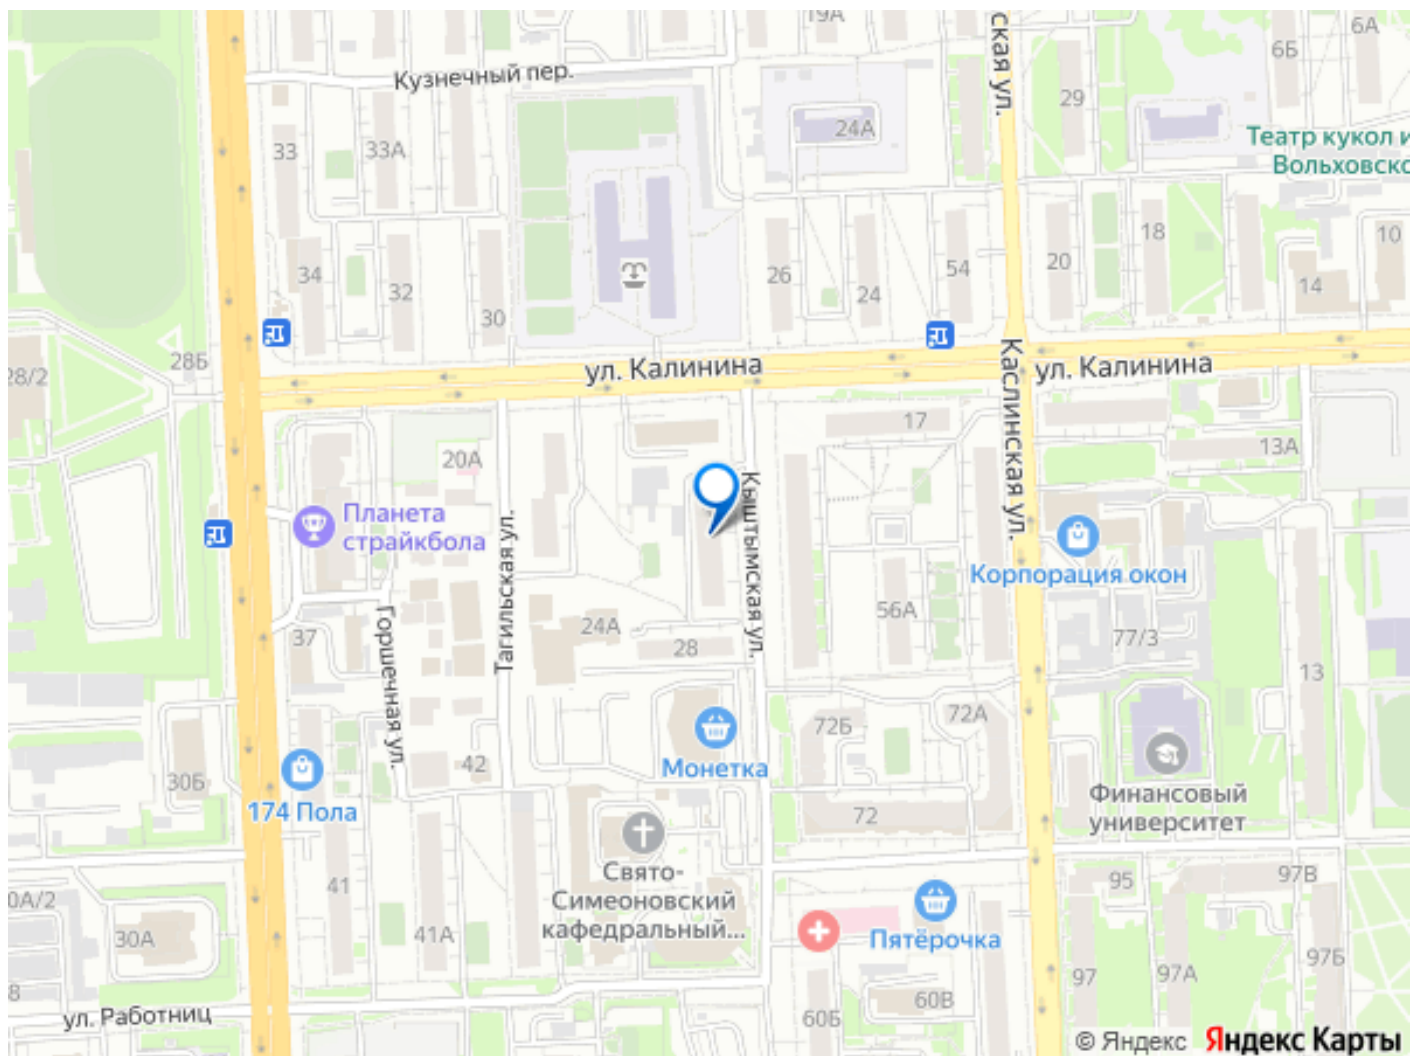 19А
ская ул.
6А
6Б
Кузнечный пер.
29
24А
Театр кукол и
Вольховско
33
33А
18
10
34
32
30
26
24
54
20
14
28Б
28/2
ул. Калинина
Каслинская ул.
ул. Калинина
17
13А
20А
Кыштымская ул.
Планета
страйкбола
Тагильская ул.
Корпорация окон
Горшечная ул.
37
24А
28
56А
77/3
13
72Б
72А
30Б
42
Монетка
174 Пола
72
Финансовый
университет
Свято-
Симеоновский
кафедральный...
41
95
97В
0А/2
30А
41А
Пятёрочка
97
97А
97Б
8
ул. Работниц
60Б
60В
© Яндекс Яндекс Карты